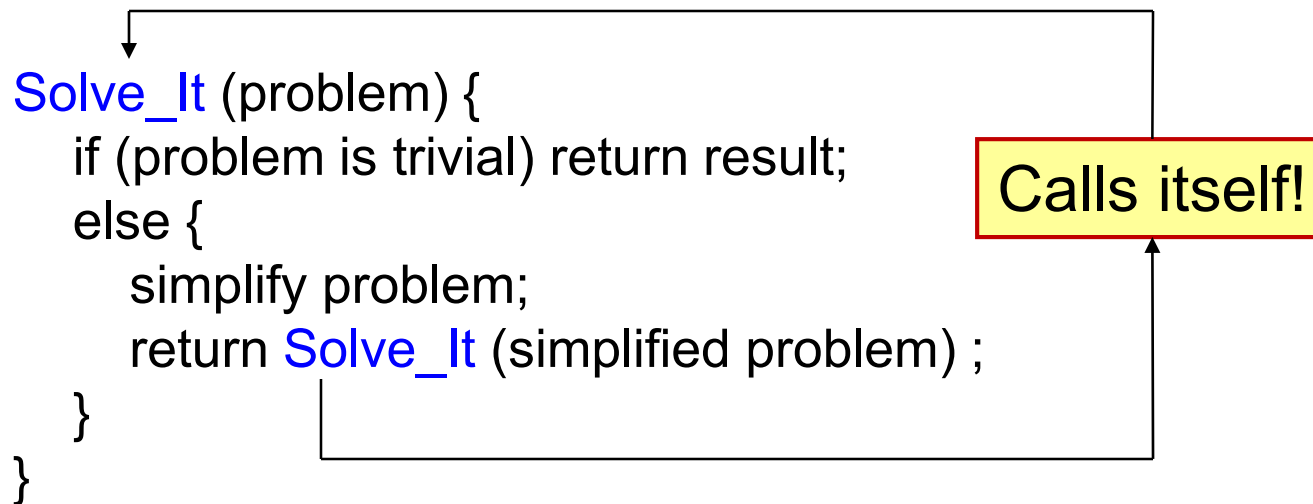 Solve_It (problem) {
if (problem is trivial) return result;
else {
simplify problem;
return Solve_It (simplified problem) ;
}
}
Calls itself!